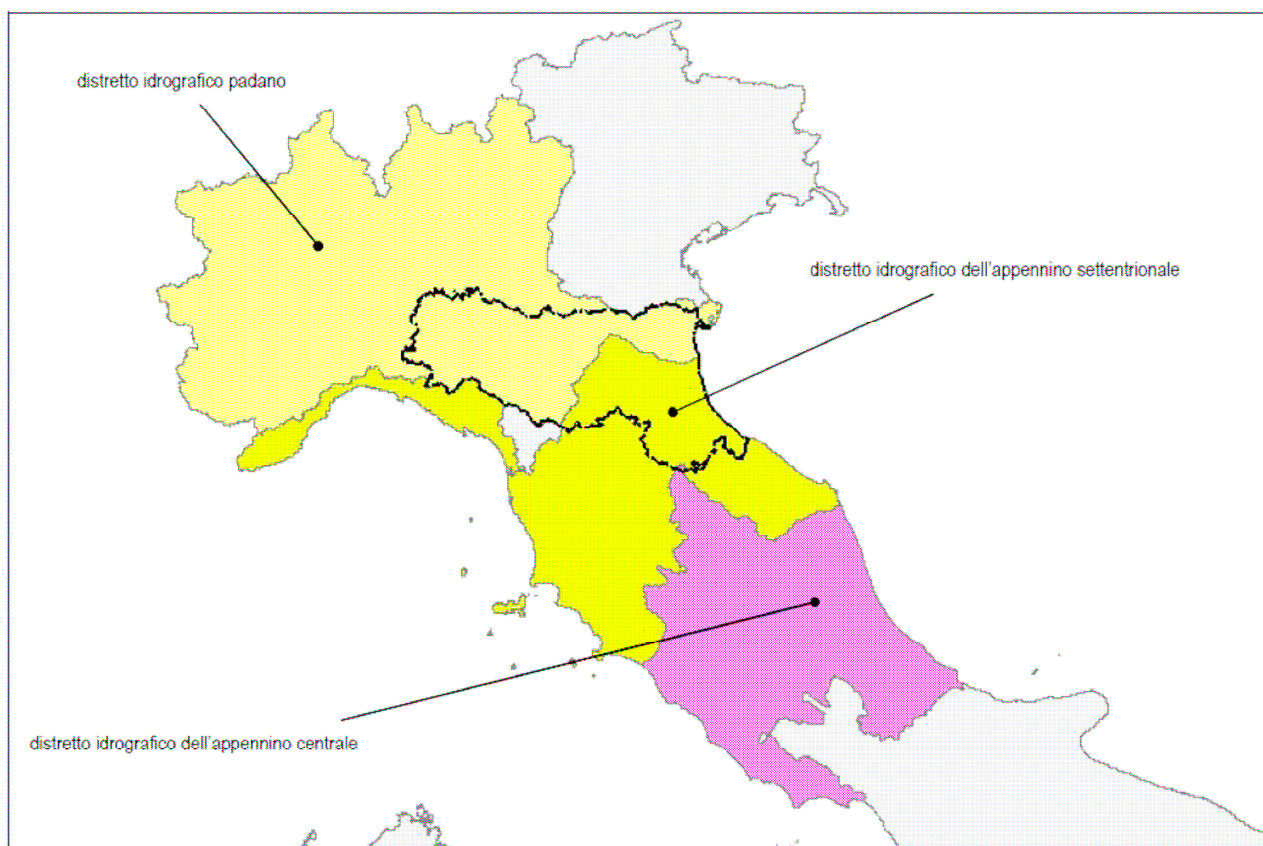 distretto idrografico padano
distretto idrografico dell'appennino settentrionale
distretto idrografico dell'appennino centrale